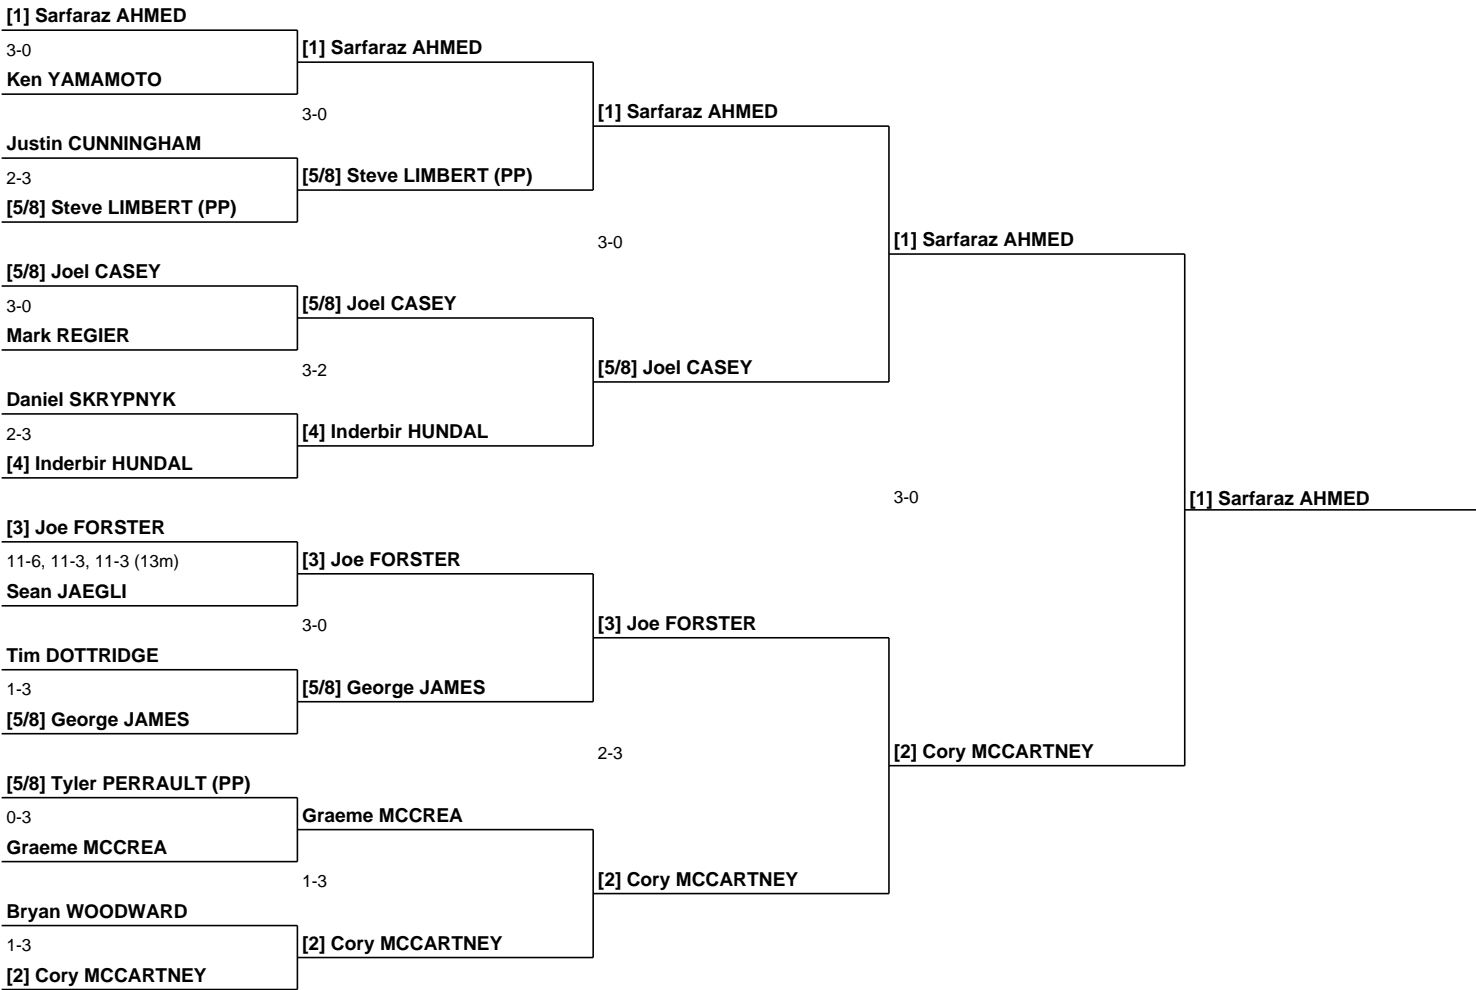 [1] Sarfaraz AHMED
3-0
Ken YAMAMOTO
Justin CUNNINGHAM
2-3
[5/8] Steve LIMBERT (PP)
[5/8] Joel CASEY
3-0
Mark REGIER
Daniel SKRYPNYK
2-3
[4] Inderbir HUNDAL
[3] Joe FORSTER
11-6, 11-3, 11-3 (13m)
Sean JAEGLI
Tim DOTTRIDGE
1-3
[5/8] George JAMES
[5/8] Tyler PERRAULT (PP)
0-3
Graeme MCCREA
Bryan WOODWARD
1-3
[2] Cory MCCARTNEY
[1] Sarfaraz AHMED
3-0
[5/8] Steve LIMBERT (PP)
[5/8] Joel CASEY
3-2
[4] Inderbir HUNDAL
[3] Joe FORSTER
3-0
[5/8] George JAMES
Graeme MCCREA
1-3
[2] Cory MCCARTNEY
[1] Sarfaraz AHMED
3-0
[5/8] Joel CASEY
[3] Joe FORSTER
2-3
[2] Cory MCCARTNEY
[1] Sarfaraz AHMED
3-0
[2] Cory MCCARTNEY
[1] Sarfaraz AHMED